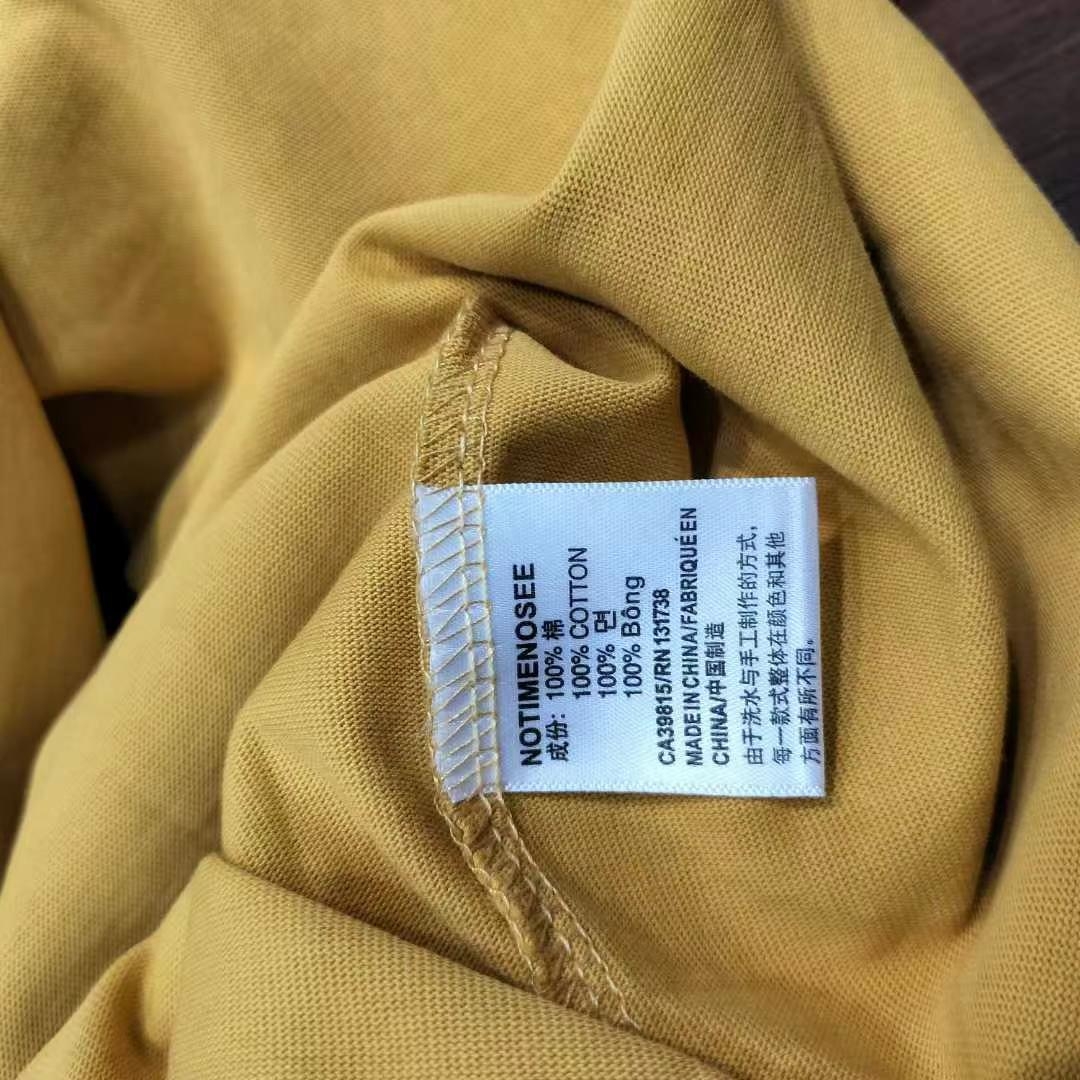 NOTIMENOSEE
成份: 100% 棉
100% COTTON
100% 면
100% Bông
CA39815/RN 131738
MADE IN CHINA/FABRIQUÉ EN
CHINA/中国制造
由于洗水与手工制作的方式,
每一款式整体在颜色和其他
方面有所不同。